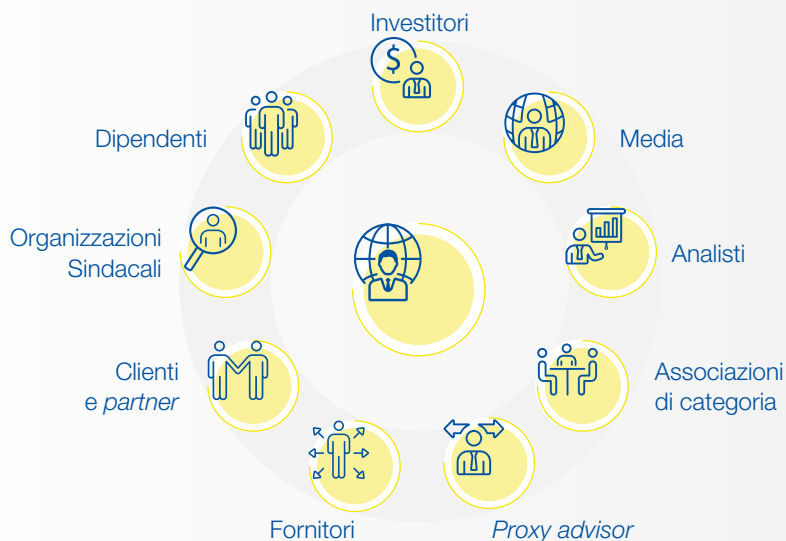 Investitori
Dipendenti
Media
Organizzazioni
Sindacali
Analisti
Clienti
e partner
Associazioni
di categoria
Fornitori
Proxy advisor
$